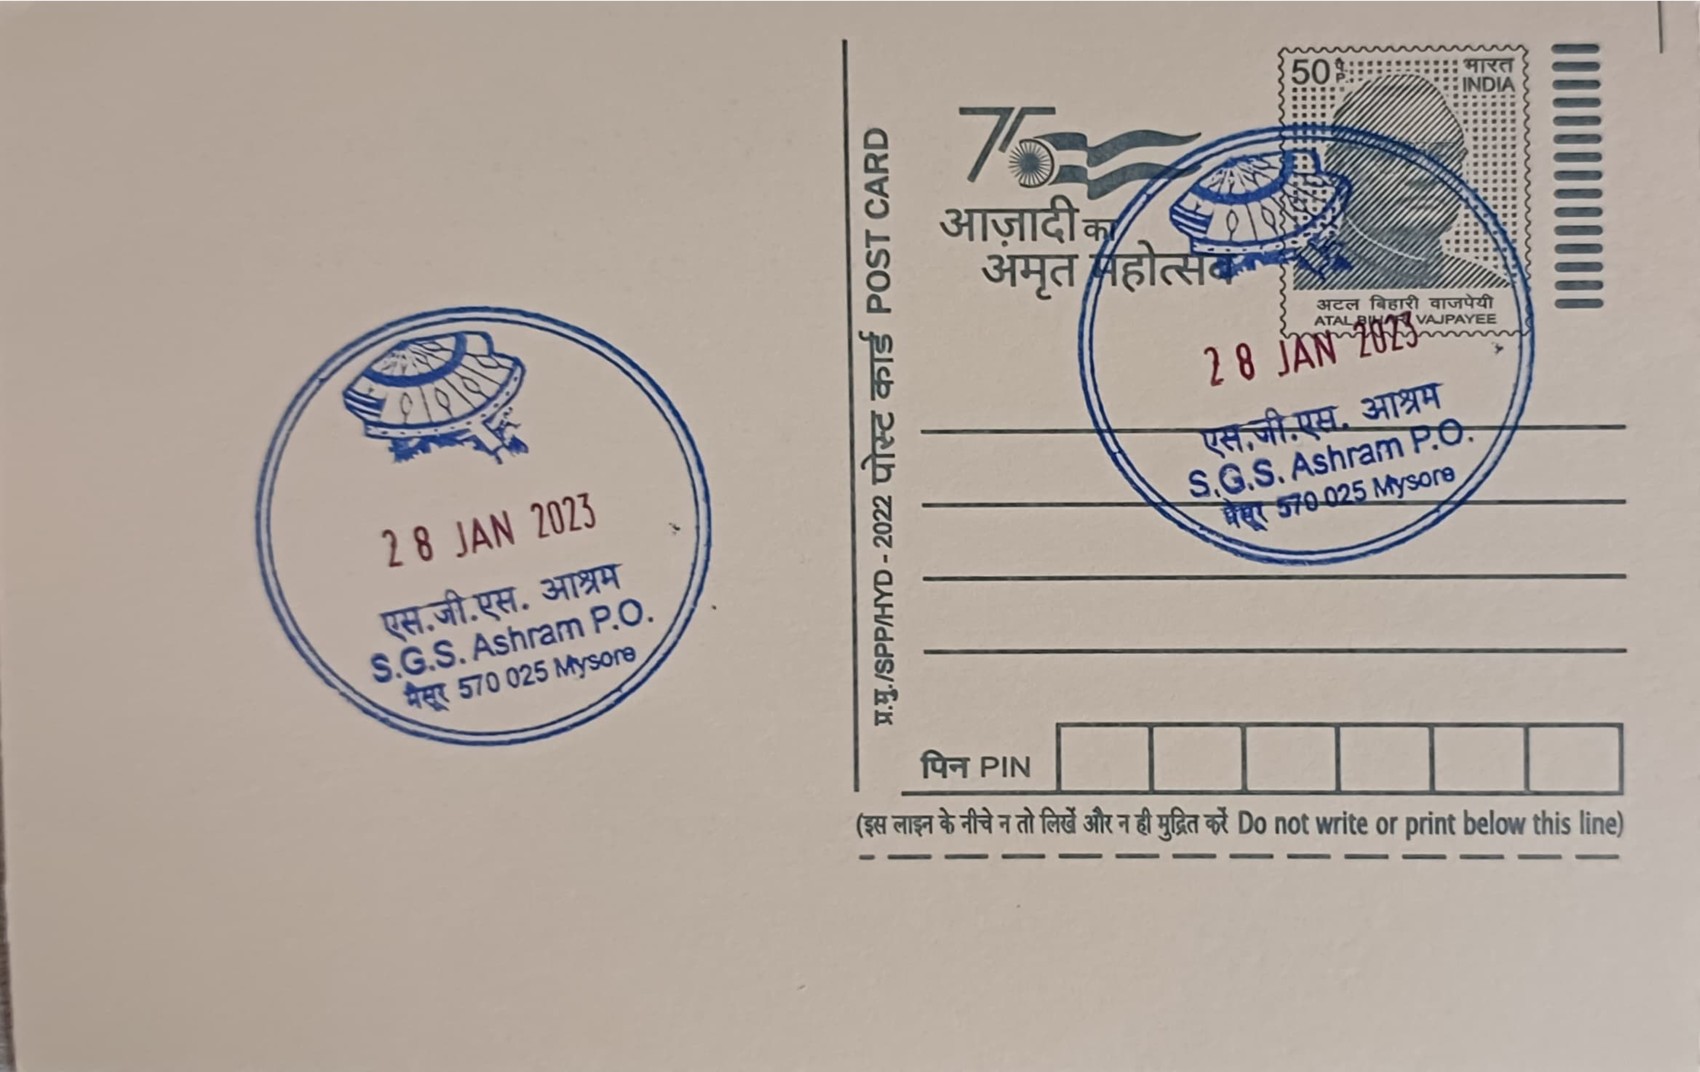 28 JAN 2023
एस.जी.एस. आश्रम
S.G.S. Ashram P.O.
मैसूर 570 025 Mysore
प्र.मु./SPP/HYD - 2022 पोस्ट कार्ड POST CARD
75
आज़ादी का
अमृत महोत्सव
50 प. P.
भारत
INDIA
अटल बिहारी वाजपेयी
ATAL BIHARI VAJPAYEE
28 JAN 2023
एस.जी.एस. आश्रम
S.G.S. Ashram P.O.
मैसूर 570 025 Mysore
पिन PIN
(इस लाइन के नीचे न तो लिखें और न ही मुद्रित करें Do not write or print below this line)